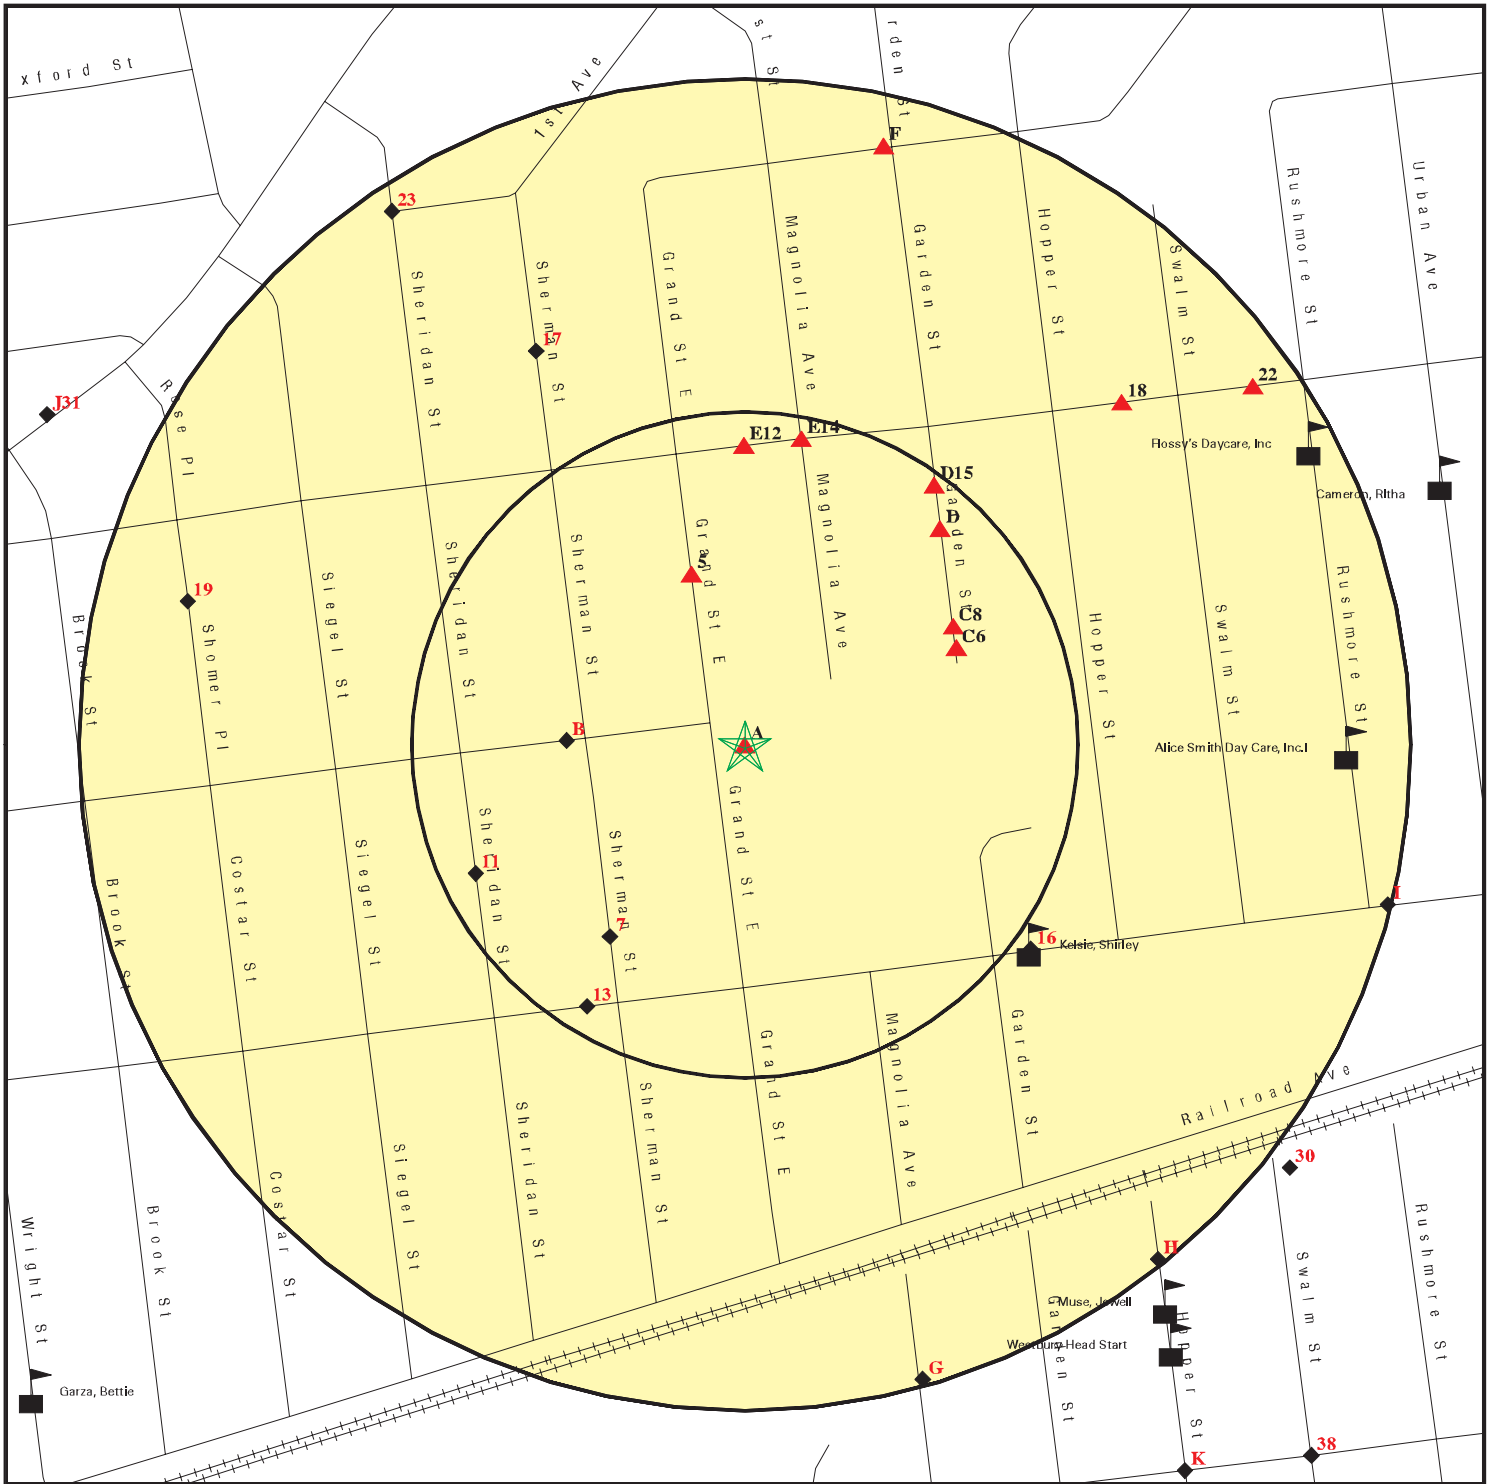 xford St
1st Ave
st St
rden St
F
23
Rushmore St
Urban Ave
Magnolia Ave
Hopper St
Garden St
Swalm St
Grand St E
Sherman St
Sheridan St
17
22
18
Rose Pl
J31
E12
E14
Flossy's Daycare, Inc
D15
Cameron, Ritha
Magnolia Ave
D
Garden St
Grand St E
Sherman St
Sheridan St
5
Rushmore St
Siegel St
19
Swalm St
C8
Hopper St
Brook St
Shomer Pl
C6
B
A
Alice Smith Day Care, Inc.I
Grand St E
Sheridan St
Sherman St
Siegel St
Costar St
11
Brook St
I
7
16
Kelsie, Shirley
13
Garden St
Magnolia Ave
Grand St E
Railroad Ave
Sherman St
Sheridan St
Siegel St
30
Costar St
Brook St
Rushmore St
Wright St
H
Swalm St
Muse, Jowell
Garden St
Hopper St
Westbury Head Start
G
Garza, Bettie
38
K